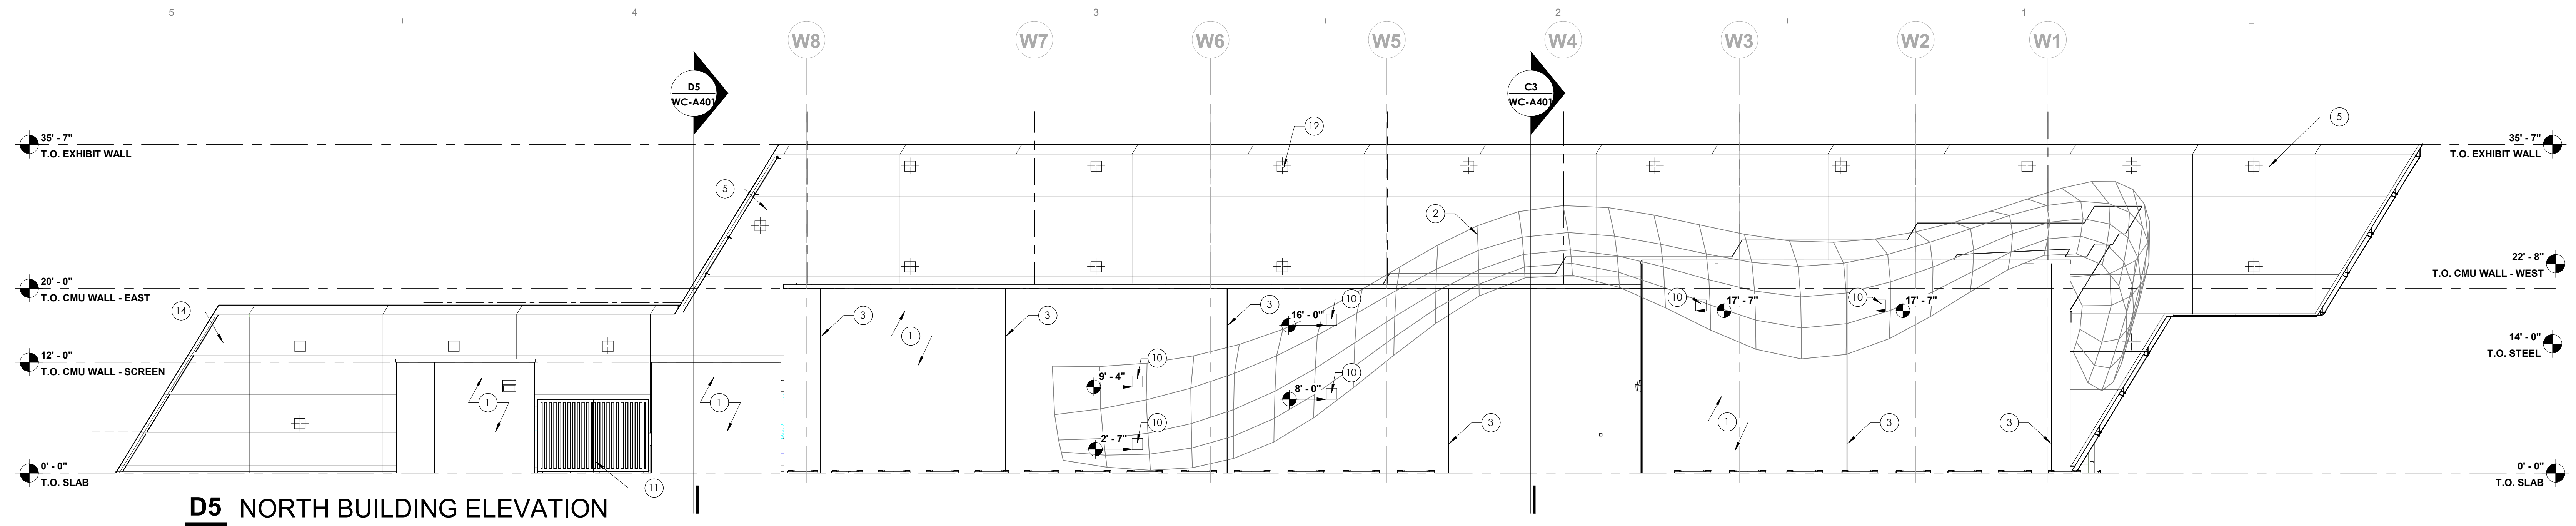 5 4 3 2 1
W8 W7 W6 W5 W4 W3 W2 W1
D5
WC-A401
C3
WC-A401
12
5
35' - 7"
T.O. EXHIBIT WALL
35' - 7"
T.O. EXHIBIT WALL
5
2
22' - 8"
T.O. CMU WALL - WEST
20' - 0"
T.O. CMU WALL - EAST
14
3
1
3
3
16' - 0"
10
10
17' - 7"
10
17' - 7"
14' - 0"
T.O. STEEL
12' - 0"
T.O. CMU WALL - SCREEN
9' - 4"
10
8' - 0"
10
1
1
2' - 7"
10
3
1
3
3
0' - 0"
T.O. SLAB
11
0' - 0"
T.O. SLAB
D5 NORTH BUILDING ELEVATION